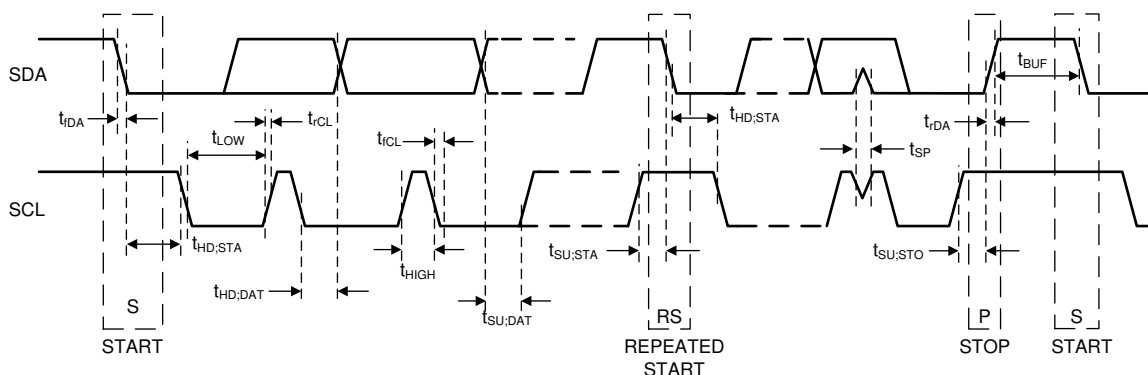 SDA
t_fDA
t_LOW
t_rCL
t_fCL
t_HD;STA
t_SP
t_rDA
t_BUF
SCL
t_HD;STA
t_HD;DAT
t_HIGH
t_SU;DAT
t_SU;STA
t_SU;STO
S
RS
P
S
START
REPEATED
START
STOP
START